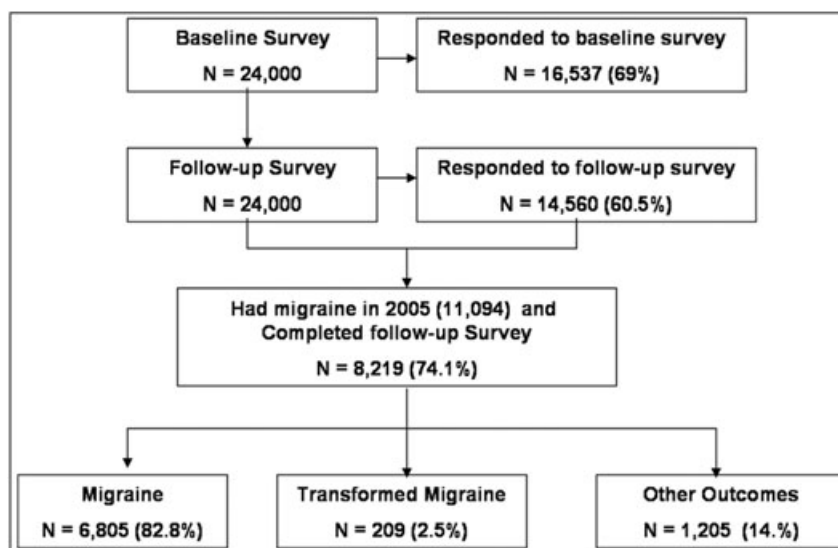 Baseline Survey
N = 24,000
Responded to baseline survey
N = 16,537 (69%)
Follow-up Survey
N = 24,000
Responded to follow-up survey
N = 14,560 (60.5%)
Had migraine in 2005 (11,094) and
Completed follow-up Survey
N = 8,219 (74.1%)
Migraine
N = 6,805 (82.8%)
Transformed Migraine
N = 209 (2.5%)
Other Outcomes
N = 1,205 (14.%)